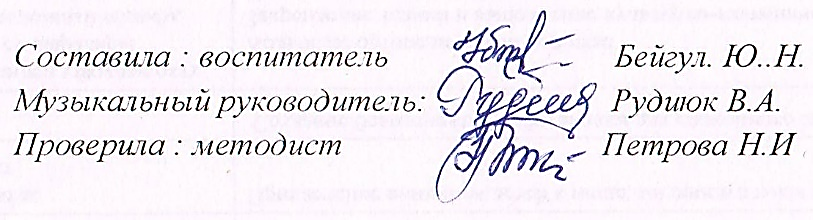 Составила : воспитатель Бейгул. Ю..Н.
Музыкальный руководитель: Рудиюк В.А.
Проверила : методист Петрова Н.И